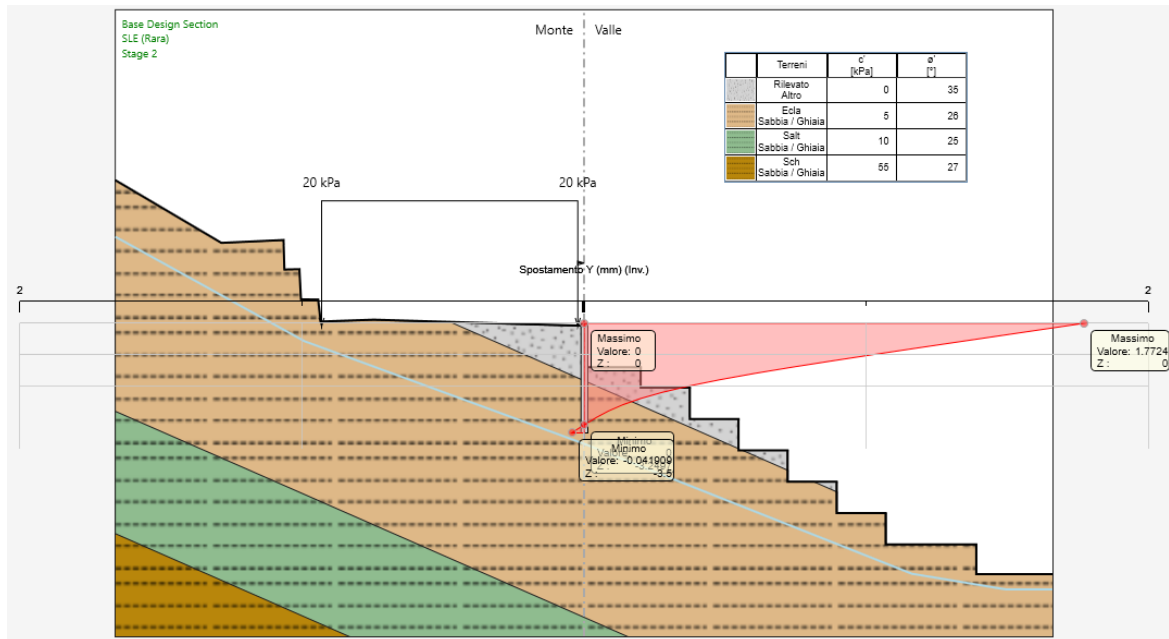 Base Design Section
SLE (Rara)
Stage 2
Monte
Valle
Terreni c' [kPa] ø' [°]
Rilevato Altro 0 35
Ecla Sabbia / Ghiaia 5 26
Salt Sabbia / Ghiaia 10 25
Sch Sabbia / Ghiaia 55 27
20 kPa
20 kPa
Spostamento Y (mm) (Inv.)
2
0
2
Massimo
Valore: 0
Z : 0
Massimo
Valore: 1.7724
Z : 0
Minimo
Minimo
Valore: -0.041909
Z : -3.5